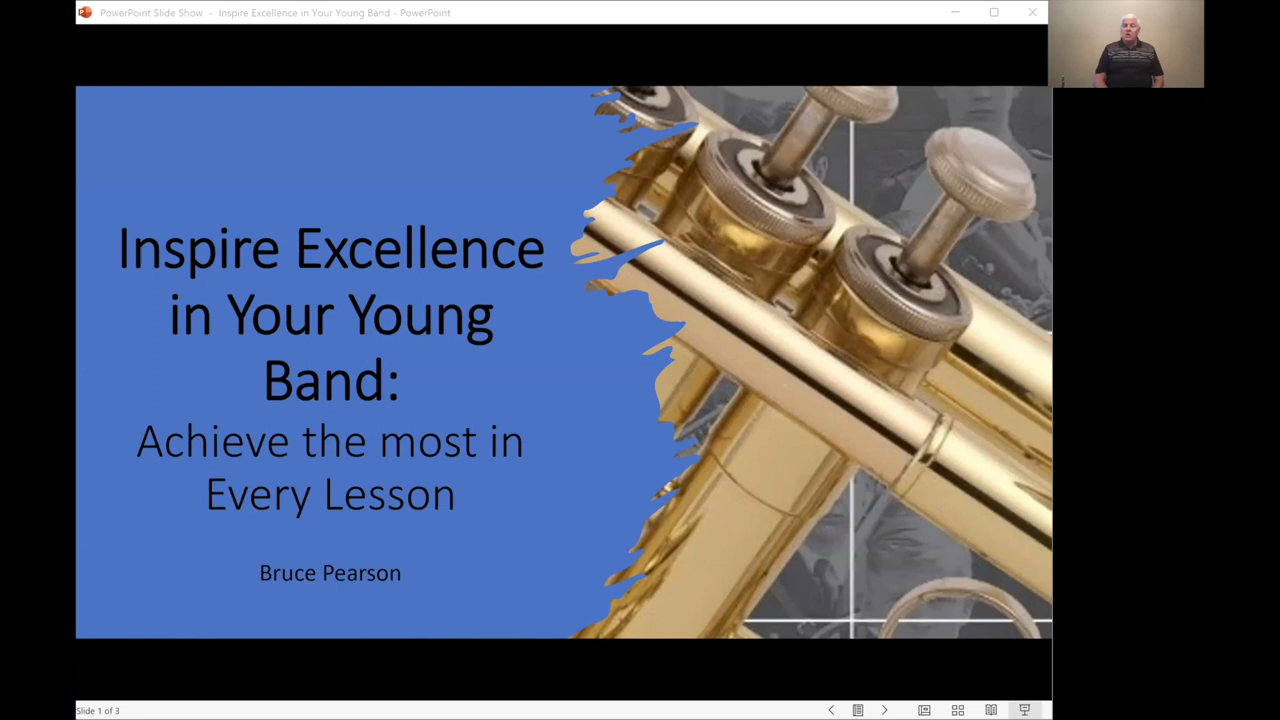 PowerPoint Slide Show - Inspire Excellence in Your Young Band - PowerPoint
Inspire Excellence
in Your Young
Band:
Achieve the most in
Every Lesson
Bruce Pearson
Slide 1 of 3